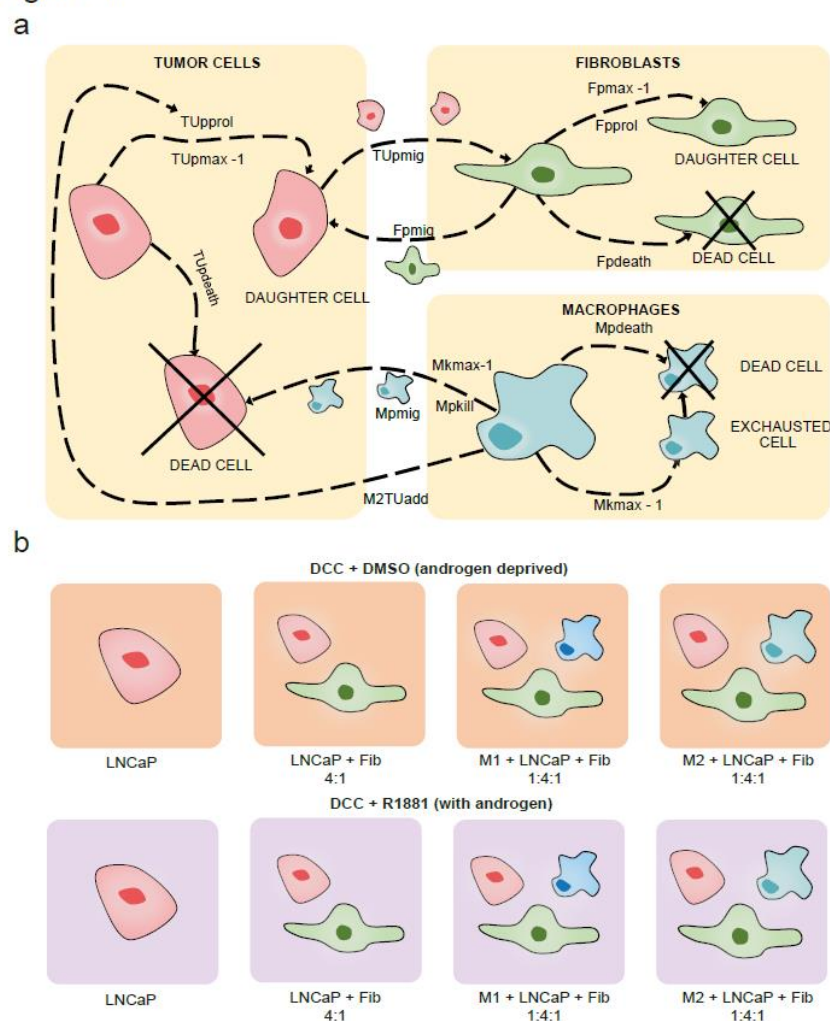 a
TUMOR CELLS
TUpprol
TUpmax -1
TUpdeath
DAUGHTER CELL
DEAD CELL
TUpmig
Fpmig
FIBROBLASTS
Fpmax -1
Fpprol
DAUGHTER CELL
Fpdeath
DEAD CELL
MACROPHAGES
Mpdeath
Mkmax-1
Mpkill
Mpmig
DEAD CELL
EXCHAUSTED
CELL
Mkmax - 1
M2TUadd
b
DCC + DMSO (androgen deprived)
LNCaP
LNCaP + Fib
4:1
M1 + LNCaP + Fib
1:4:1
M2 + LNCaP + Fib
1:4:1
DCC + R1881 (with androgen)
LNCaP
LNCaP + Fib
4:1
M1 + LNCaP + Fib
1:4:1
M2 + LNCaP + Fib
1:4:1